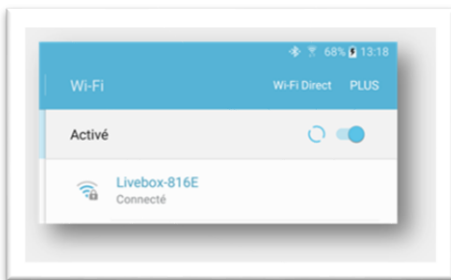 68% 13:18
Wi-Fi Wi-Fi Direct PLUS
Activé
Livebox-816E
Connecté